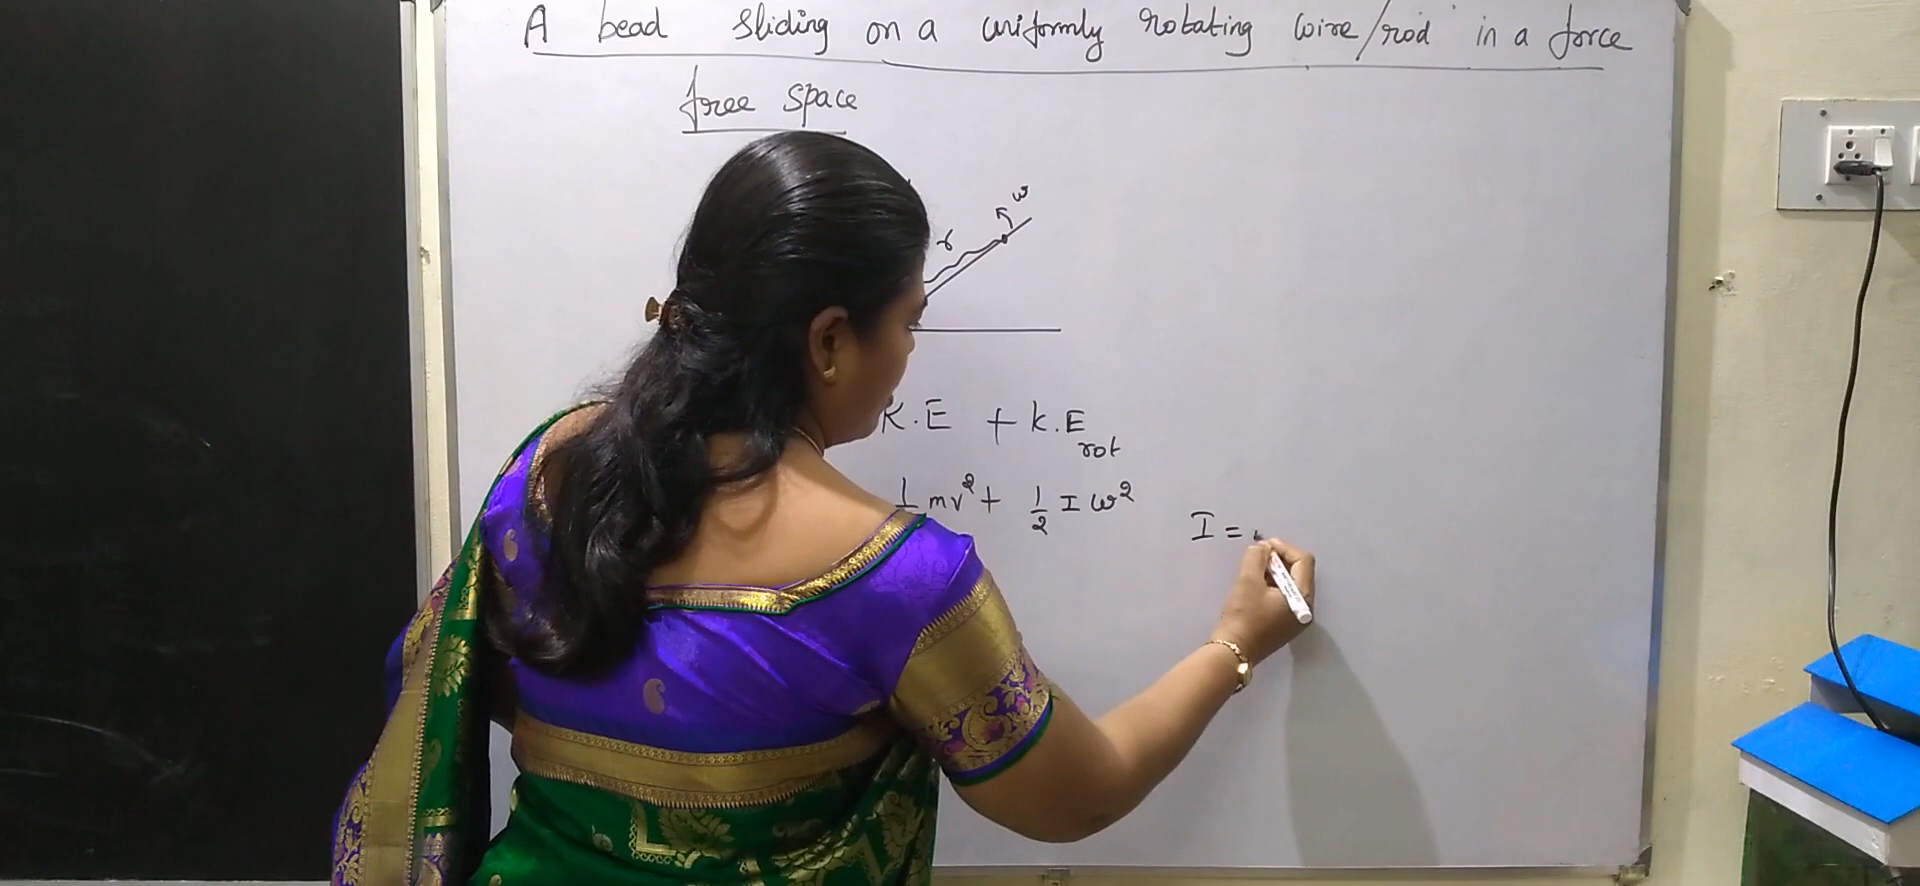 A bead sliding on a uniformly rotating wire/rod in a force
free space
ω
r
K.E + K.E rot
1/2 mv² + 1/2 I ω²
I =